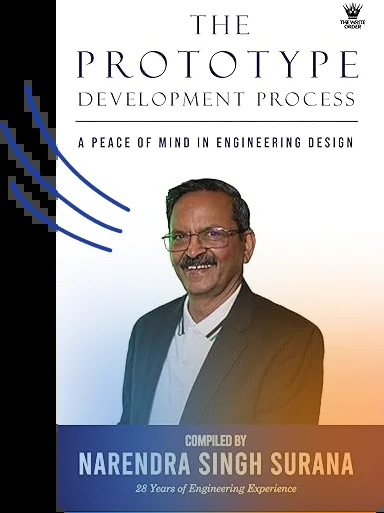 THE WRITE
ORDER
THE
PROTOTYPE
DEVELOPMENT PROCESS
A PEACE OF MIND IN ENGINEERING DESIGN
COMPILED BY
NARENDRA SINGH SURANA
28 Years of Engineering Experience